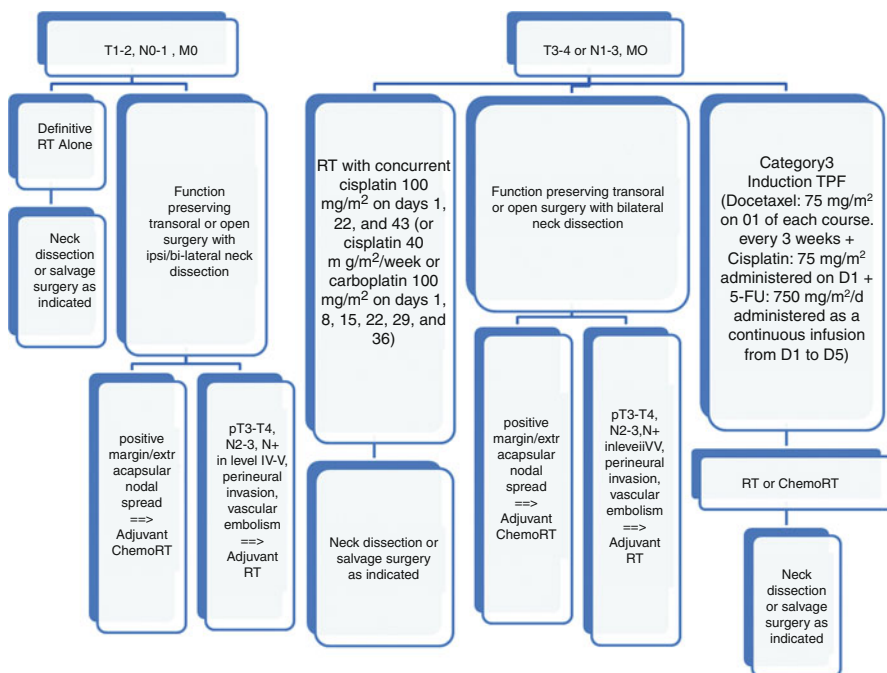 T1-2, N0-1 , M0
T3-4 or N1-3, MO
Definitive
RT Alone
Neck
dissection
or salvage
surgery as
indicated
Function
preserving
transoral or open
surgery with
ipsi/bi-lateral neck
dissection
positive
margin/extr
acapsular
nodal
spread
==>
Adjuvant
ChemoRT
pT3-T4,
N2-3, N+
in level IV-V,
perineural
invasion,
vascular
embolism
==>
Adjuvant
RT
RT with concurrent
cisplatin 100
mg/m² on days 1,
22, and 43 (or
cisplatin 40
m g/m²/week or
carboplatin 100
mg/m² on days 1,
8, 15, 22, 29, and
36)
Neck dissection or
salvage surgery
as indicated
Function preserving transoral
or open surgery with bilateral
neck dissection
positive
margin/extr
acapsular
nodal
spread
==>
Adjuvant
ChemoRT
pT3-T4,
N2-3,N+
inleveiiVV,
perineural
invasion,
vascular
embolism
==>
Adjuvant
RT
Category3
Induction TPF
(Docetaxel: 75 mg/m²
on 01 of each course.
every 3 weeks +
Cisplatin: 75 mg/m²
administered on D1 +
5-FU: 750 mg/m²/d
administered as a
continuous infusion
from D1 to D5)
RT or ChemoRT
Neck
dissection
or salvage
surgery as
indicated